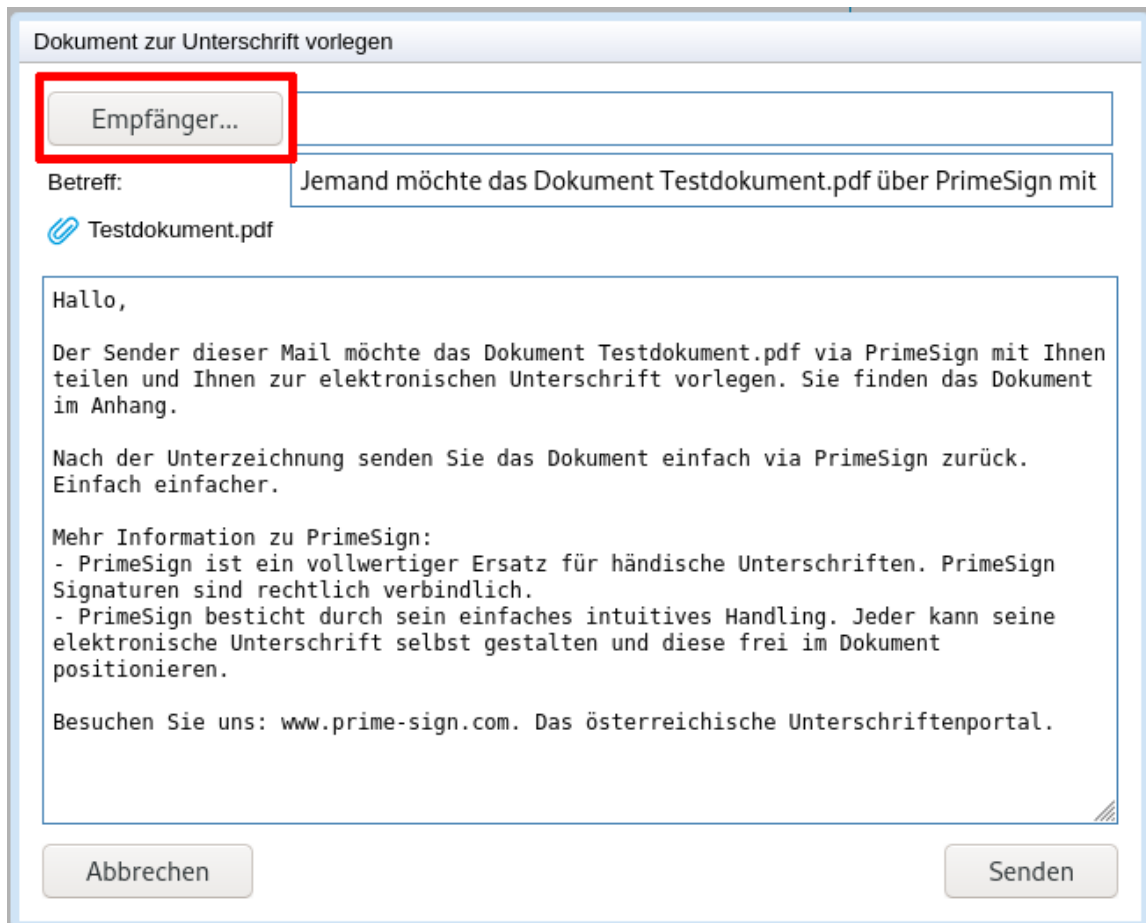 Dokument zur Unterschrift vorlegen
Empfänger...
Betreff:
Jemand möchte das Dokument Testdokument.pdf über PrimeSign mit
Testdokument.pdf
Hallo,
Der Sender dieser Mail möchte das Dokument Testdokument.pdf via PrimeSign mit Ihnen
teilen und Ihnen zur elektronischen Unterschrift vorlegen. Sie finden das Dokument
im Anhang.
Nach der Unterzeichnung senden Sie das Dokument einfach via PrimeSign zurück.
Einfach einfacher.
Mehr Information zu PrimeSign:
- PrimeSign ist ein vollwertiger Ersatz für händische Unterschriften. PrimeSign
Signaturen sind rechtlich verbindlich.
- PrimeSign besticht durch sein einfaches intuitives Handling. Jeder kann seine
elektronische Unterschrift selbst gestalten und diese frei im Dokument
positionieren.
Besuchen Sie uns: www.prime-sign.com. Das österreichische Unterschriftenportal.
Abbrechen
Senden